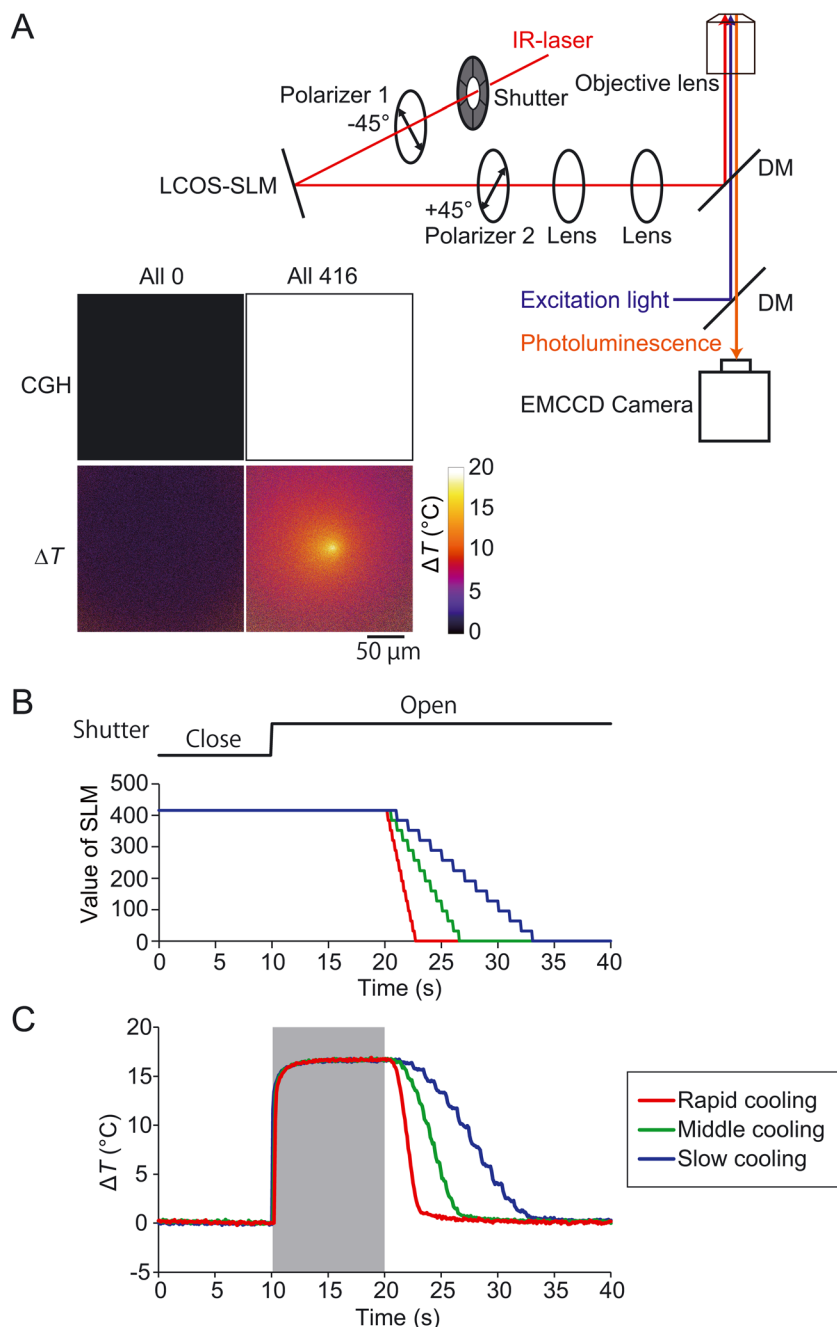 A
IR-laser
Polarizer 1
-45°
Shutter
Objective lens
LCOS-SLM
+45°
Polarizer 2
Lens
Lens
DM
Excitation light
DM
Photoluminescence
EMCCD Camera
All 0
All 416
CGH
ΔT
20
15
10
5
0
ΔT (°C)
50 µm
B
Shutter
Close
Open
500
400
300
200
100
0
Value of SLM
0 5 10 15 20 25 30 35 40
Time (s)
C
20
15
10
5
0
-5
ΔT (°C)
0 5 10 15 20 25 30 35 40
Time (s)
Rapid cooling
Middle cooling
Slow cooling